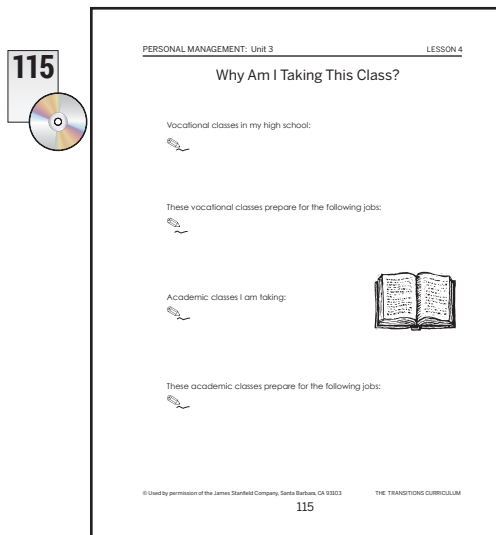 115
PERSONAL MANAGEMENT: Unit 3 LESSON 4
Why Am I Taking This Class?
Vocational classes in my high school:
These vocational classes prepare for the following jobs:
Academic classes I am taking:
These academic classes prepare for the following jobs:
© Used by permission of the James Stanfield Company, Santa Barbara, CA 93103 THE TRANSITIONS CURRICULUM
115